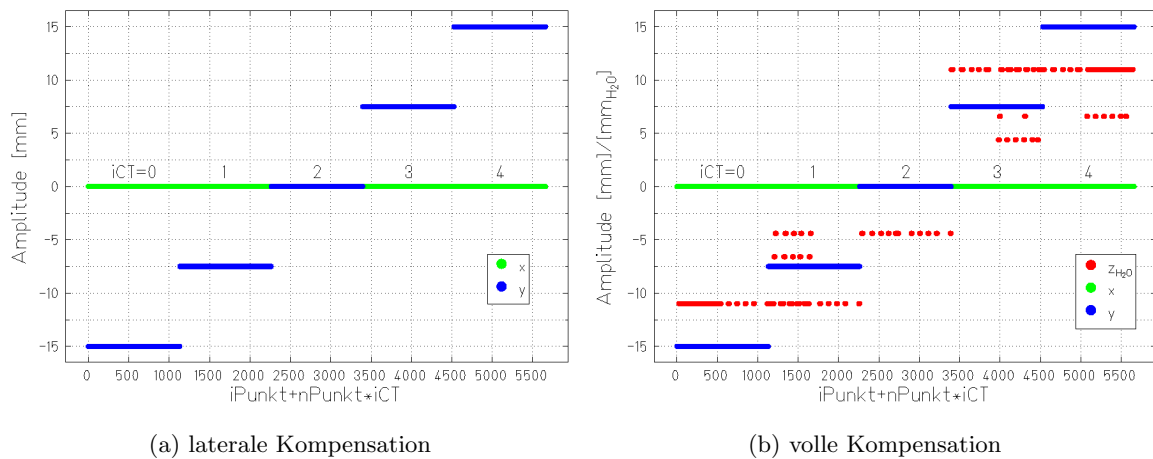 15
10
5
0
−5
−10
−15
Amplitude [mm]
iCT=0 1 2 3 4
x
y
0 500 1000 1500 2000 2500 3000 3500 4000 4500 5000 5500
iPunkt+nPunkt*iCT
(a) laterale Kompensation
15
10
5
0
−5
−10
−15
Amplitude [mm]/[mm_H2O]
iCT=0 1 2 3 4
z_H2O
x
y
0 500 1000 1500 2000 2500 3000 3500 4000 4500 5000 5500
iPunkt+nPunkt*iCT
(b) volle Kompensation